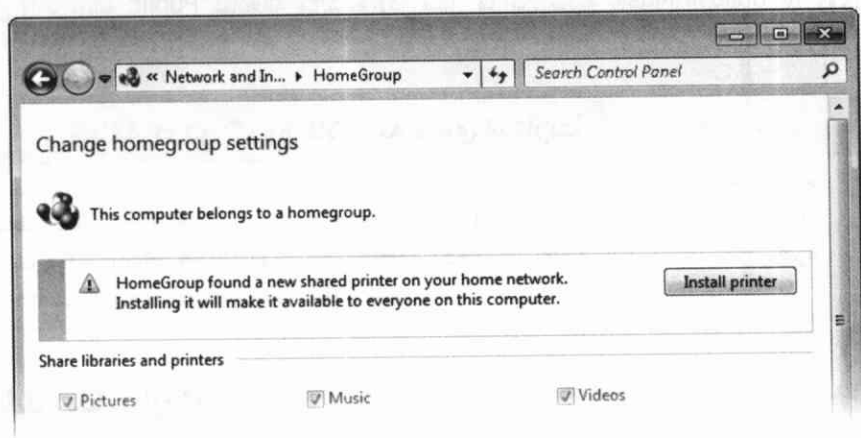 « Network and In... ▸ HomeGroup
Search Control Panel
Change homegroup settings
This computer belongs to a homegroup.
HomeGroup found a new shared printer on your home network.
Installing it will make it available to everyone on this computer.
Install printer
Share libraries and printers
Pictures
Music
Videos